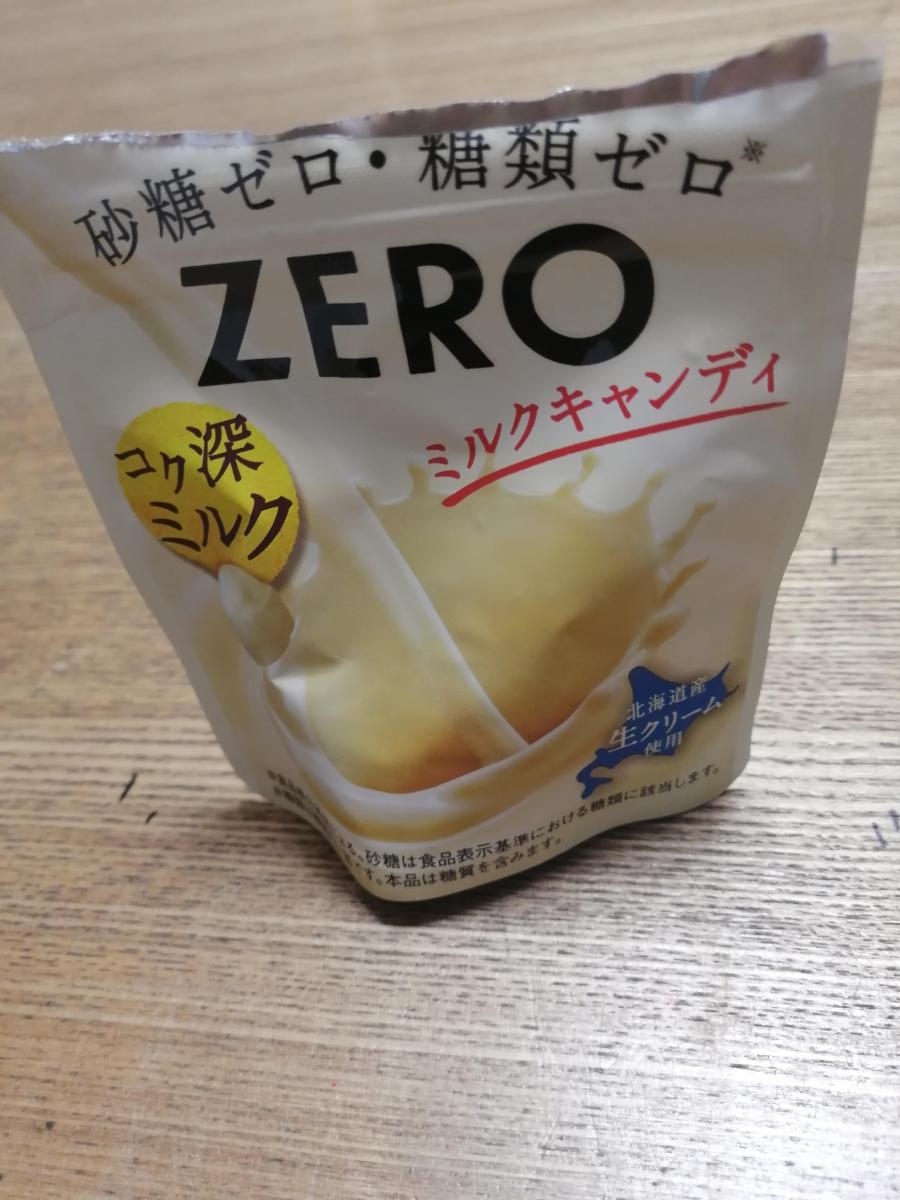 砂糖ゼロ・糖類ゼロ※
ZERO
ミルクキャンディ
コク深
ミルク
北海道産
生クリーム
使用
砂糖は食品表示基準における糖類に該当します。
す。本品は糖質を含みます。